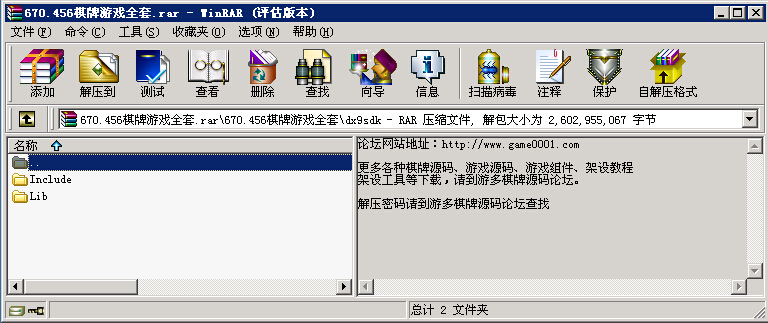 670.456棋牌游戏全套.rar - WinRAR (评估版本)
文件(F) 命令(C) 工具(S) 收藏夹(O) 选项(N) 帮助(H)
添加 解压到 测试 查看 删除 查找 向导 信息 扫描病毒 注释 保护 自解压格式
670.456棋牌游戏全套.rar\670.456棋牌游戏全套\dx9sdk - RAR 压缩文件, 解包大小为 2,602,955,067 字节
名称
..
Include
Lib
论坛网站地址：http://www.game0001.com
更多各种棋牌源码、游戏源码、游戏组件、架设教程
架设工具等下载，请到游多棋牌源码论坛。
解压密码请到游多棋牌源码论坛查找
总计 2 文件夹